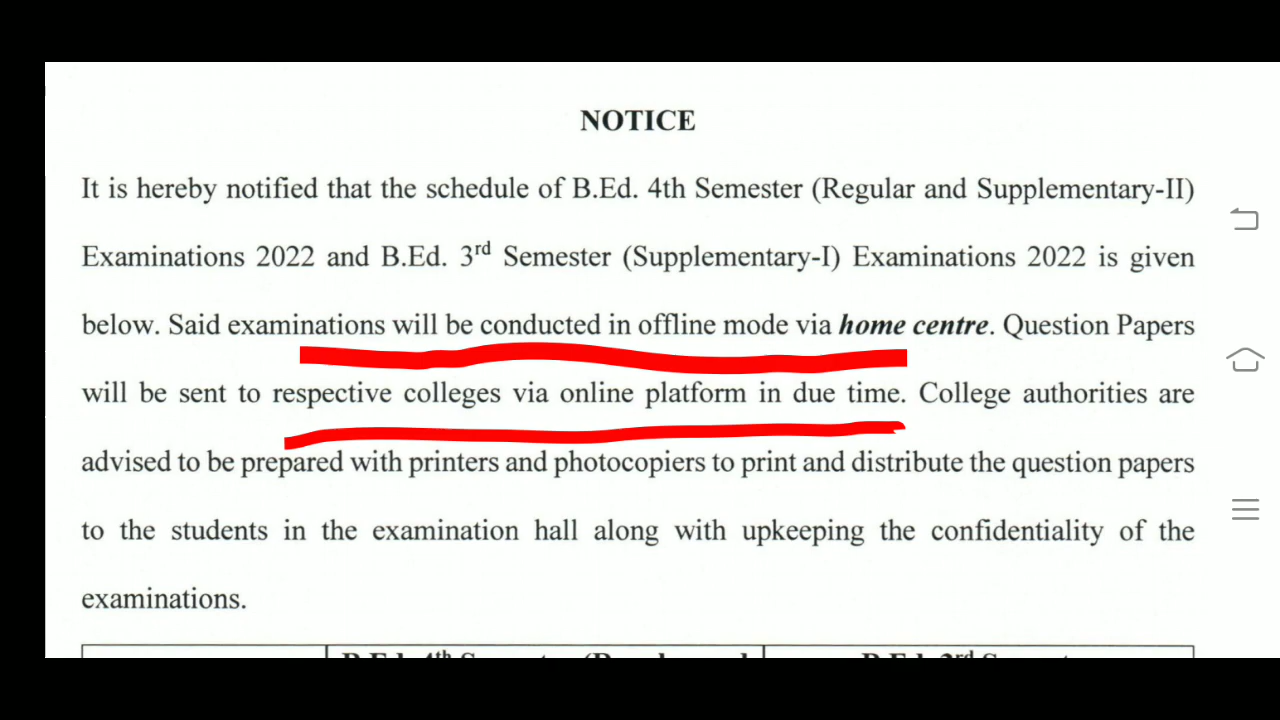 NOTICE
It is hereby notified that the schedule of B.Ed. 4th Semester (Regular and Supplementary-II)
Examinations 2022 and B.Ed. 3rd Semester (Supplementary-I) Examinations 2022 is given
below. Said examinations will be conducted in offline mode via home centre. Question Papers
will be sent to respective colleges via online platform in due time. College authorities are
advised to be prepared with printers and photocopiers to print and distribute the question papers
to the students in the examination hall along with upkeeping the confidentiality of the
examinations.